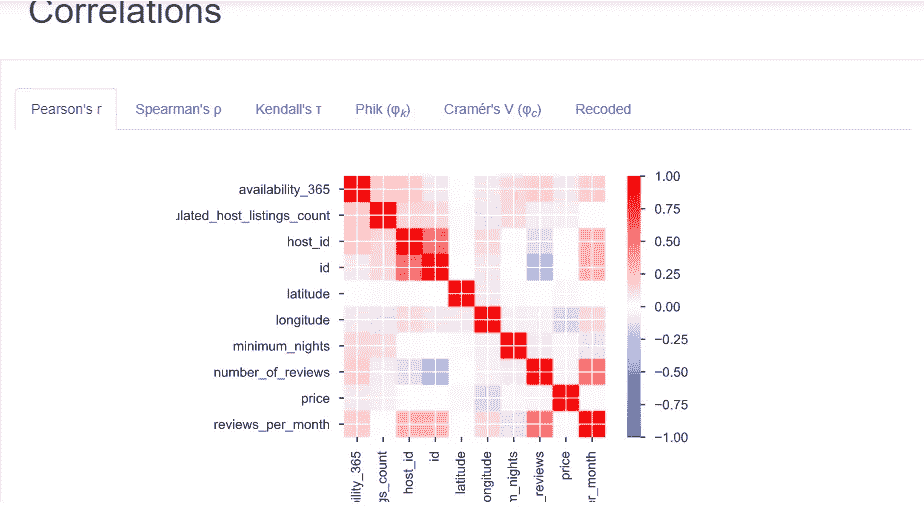 Correlations
Pearson's r Spearman's ρ Kendall's τ Phik (φk) Cramér's V (φc) Recoded
availability_365
ulated_host_listings_count
host_id
id
latitude
longitude
minimum_nights
number_of_reviews
price
reviews_per_month
1.00
0.75
0.50
0.25
0.00
−0.25
−0.50
−0.75
−1.00
ility_365
gs_count
host_id
id
latitude
ongitude
m_nights
_reviews
price
er_month